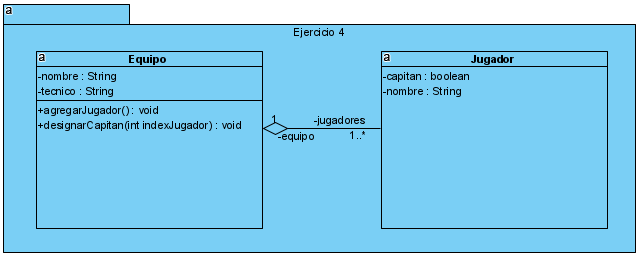 a
Ejercicio 4
a
Equipo
-nombre : String
-tecnico : String
+agregarJugador() : void
+designarCapitan(int indexJugador) : void
1
-equipo
-jugadores
1..*
a
Jugador
-capitan : boolean
-nombre : String